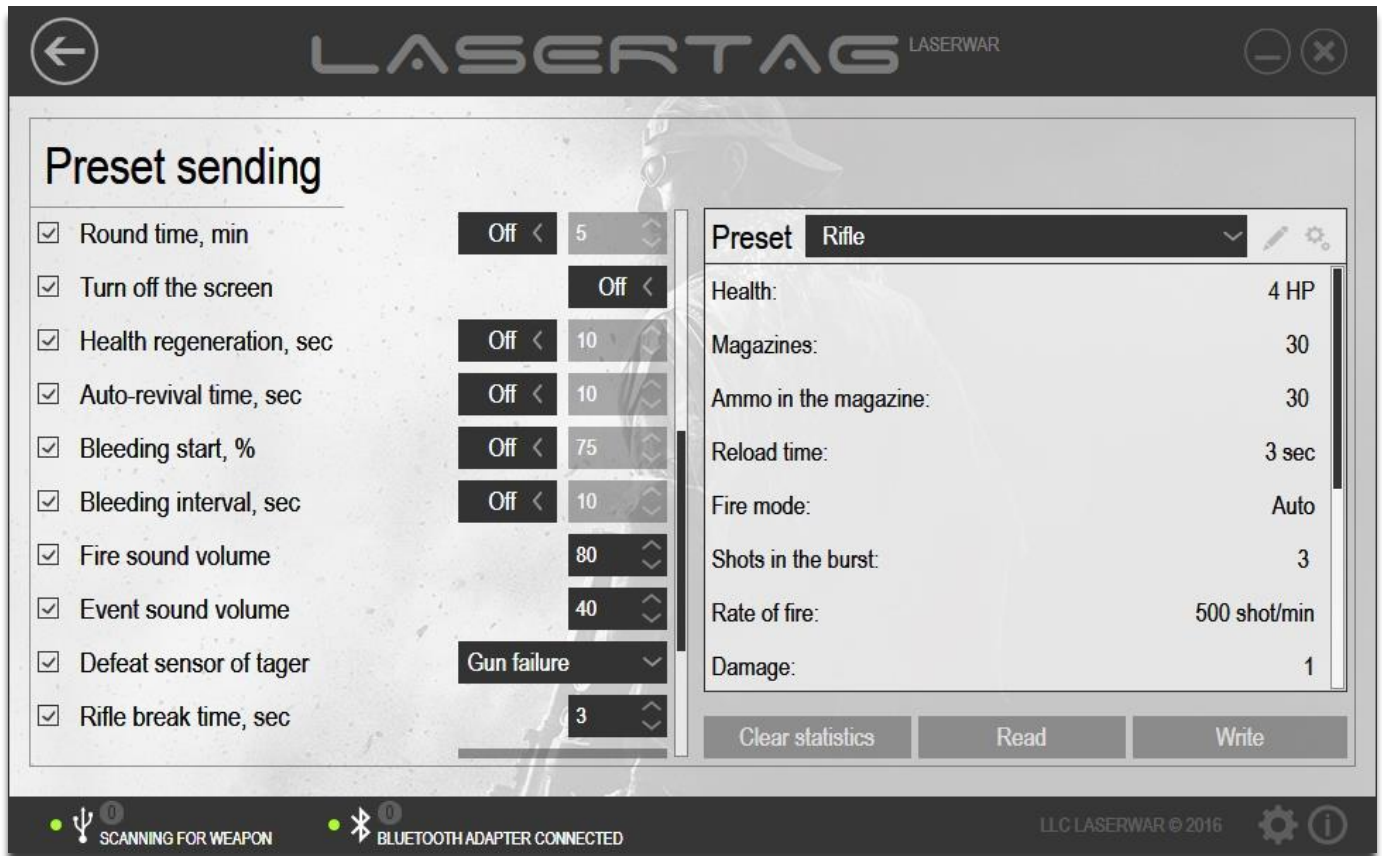 LASERTAG LASERWAR
Preset sending
Round time, min Off 5
Turn off the screen Off
Health regeneration, sec Off 10
Auto-revival time, sec Off 10
Bleeding start, % Off 75
Bleeding interval, sec Off 10
Fire sound volume 80
Event sound volume 40
Defeat sensor of tager Gun failure
Rifle break time, sec 3
Preset Rifle
Health: 4 HP
Magazines: 30
Ammo in the magazine: 30
Reload time: 3 sec
Fire mode: Auto
Shots in the burst: 3
Rate of fire: 500 shot/min
Damage: 1
Clear statistics Read Write
0
SCANNING FOR WEAPON
0
BLUETOOTH ADAPTER CONNECTED
LLC LASERWAR © 2016